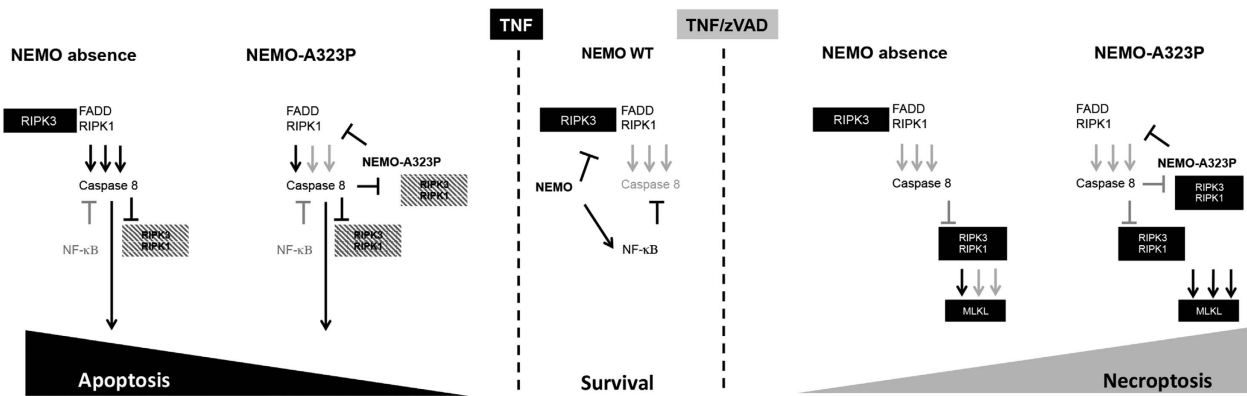 TNF
TNF/zVAD
NEMO absence
NEMO-A323P
NEMO WT
NEMO absence
NEMO-A323P
RIPK3
FADD
RIPK1
Caspase 8
NF-κB
RIPK3
RIPK1
FADD
RIPK1
NEMO-A323P
Caspase 8
RIPK3
RIPK1
NF-κB
RIPK3
RIPK1
RIPK3
FADD
RIPK1
NEMO
Caspase 8
NF-κB
RIPK3
FADD
RIPK1
Caspase 8
RIPK3
RIPK1
MLKL
FADD
RIPK1
NEMO-A323P
Caspase 8
RIPK3
RIPK1
RIPK3
RIPK1
MLKL
Apoptosis
Survival
Necroptosis